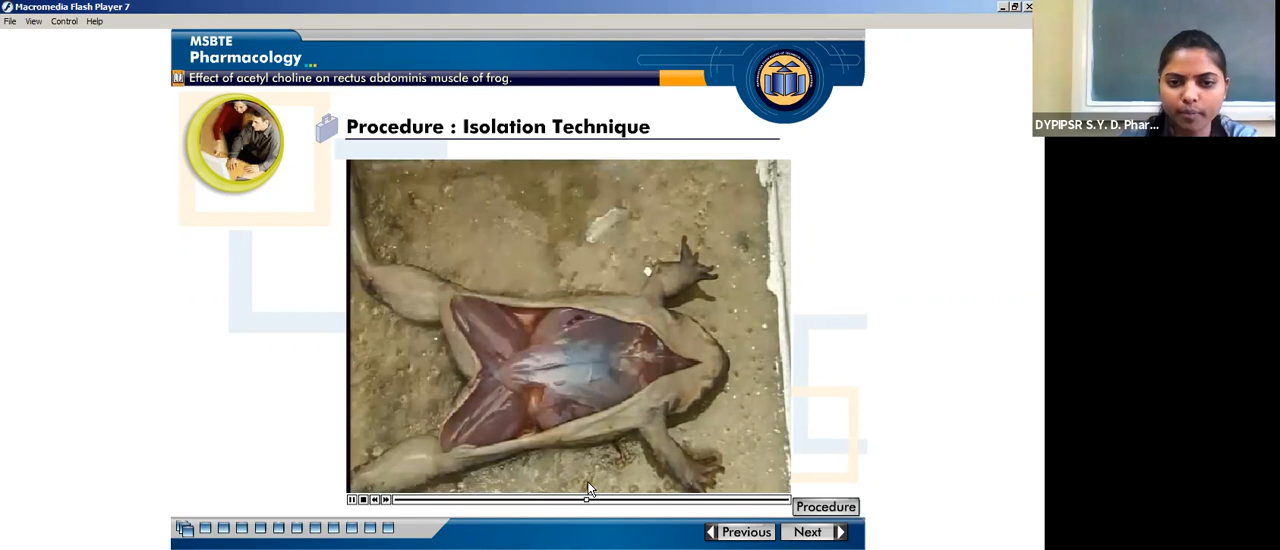 Macromedia Flash Player 7
File View Control Help
MSBTE
Pharmacology
Effect of acetyl choline on rectus abdominis muscle of frog.
Procedure : Isolation Technique
DYPIPSR S.Y. D. Phar...
Procedure
Previous
Next